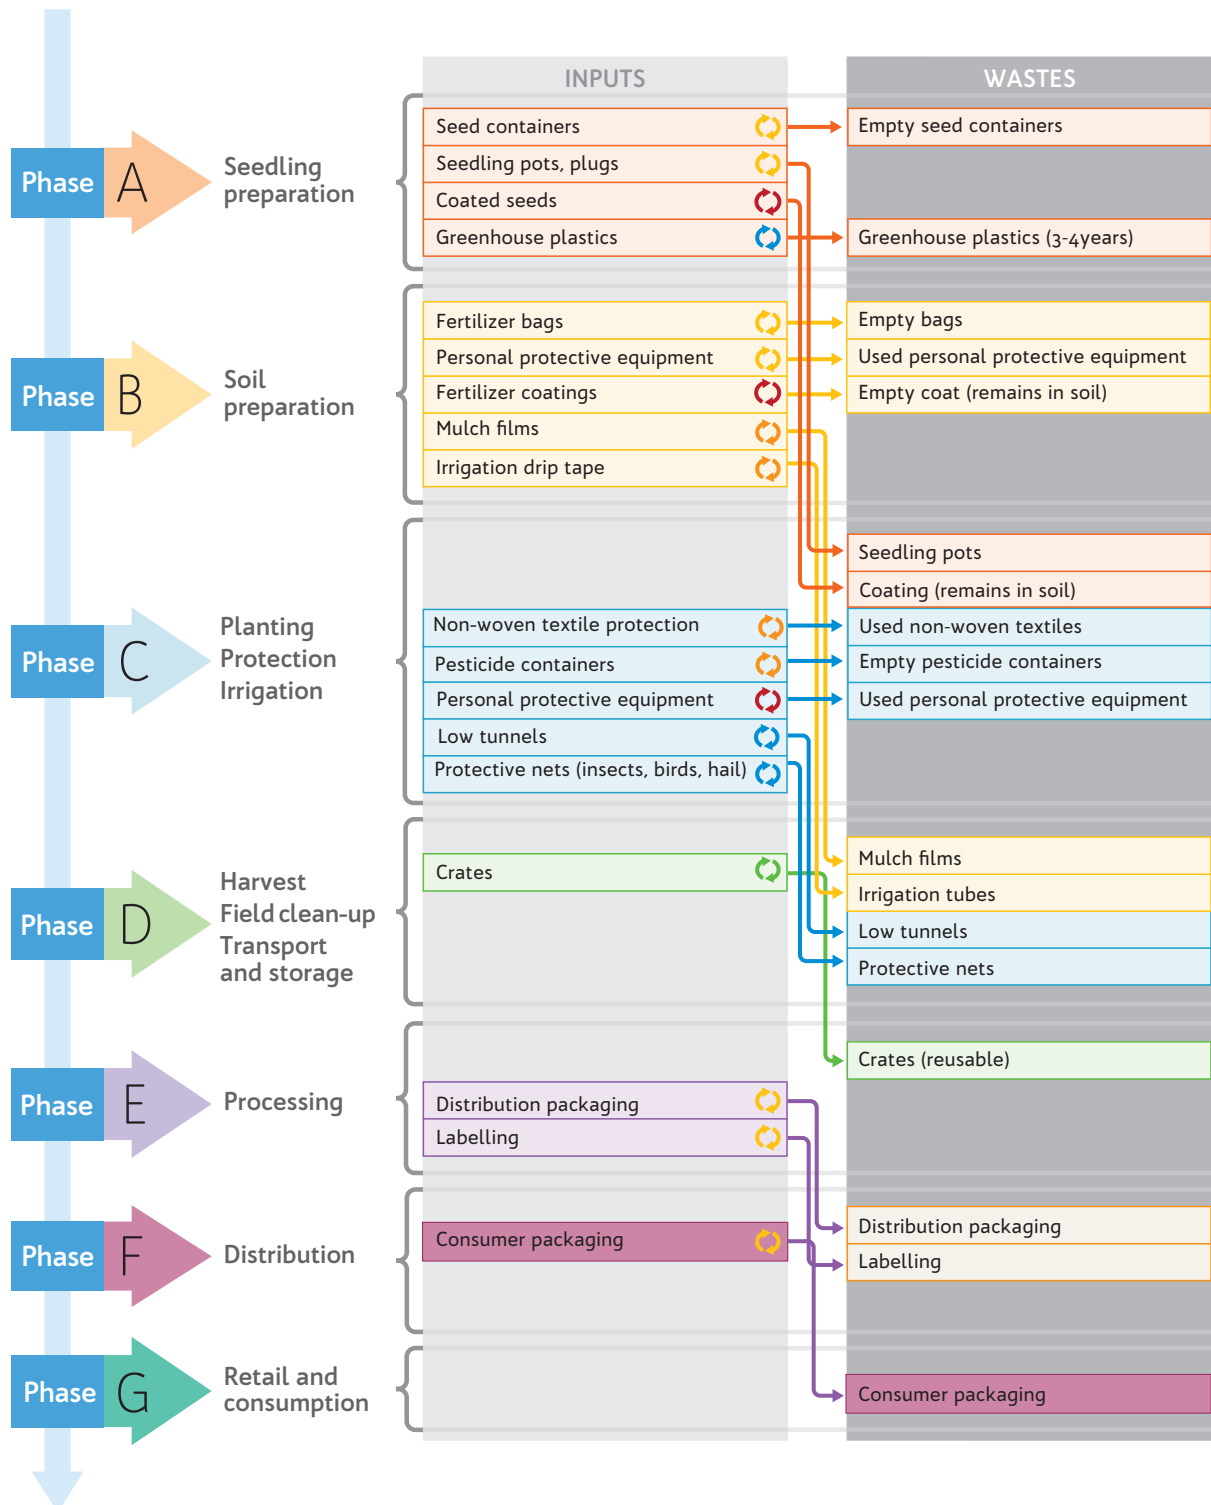 INPUTS
WASTES
Phase A
Seedling
preparation
Seed containers
Empty seed containers
Seedling pots, plugs
Coated seeds
Greenhouse plastics
Greenhouse plastics (3-4years)
Phase B
Soil
preparation
Fertilizer bags
Empty bags
Personal protective equipment
Used personal protective equipment
Fertilizer coatings
Empty coat (remains in soil)
Mulch films
Irrigation drip tape
Phase C
Planting
Protection
Irrigation
Seedling pots
Coating (remains in soil)
Non-woven textile protection
Used non-woven textiles
Pesticide containers
Empty pesticide containers
Personal protective equipment
Used personal protective equipment
Low tunnels
Protective nets (insects, birds, hail)
Phase D
Harvest
Field clean-up
Transport
and storage
Crates
Mulch films
Irrigation tubes
Low tunnels
Protective nets
Phase E
Processing
Crates (reusable)
Distribution packaging
Labelling
Phase F
Distribution
Consumer packaging
Distribution packaging
Labelling
Phase G
Retail and
consumption
Consumer packaging